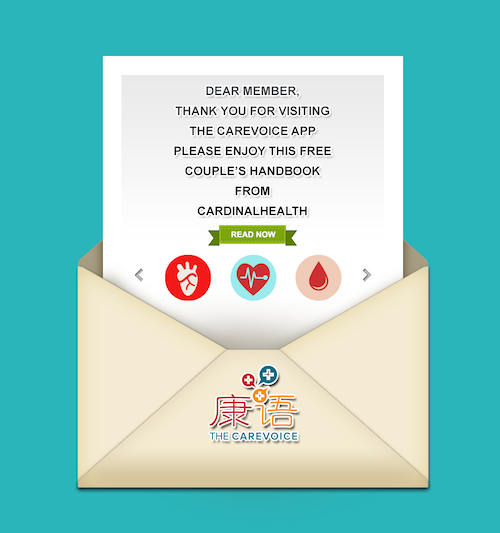 DEAR MEMBER,
THANK YOU FOR VISITING
THE CAREVOICE APP
PLEASE ENJOY THIS FREE
COUPLE'S HANDBOOK
FROM
CARDINALHEALTH
READ NOW
康语
THE CAREVOICE